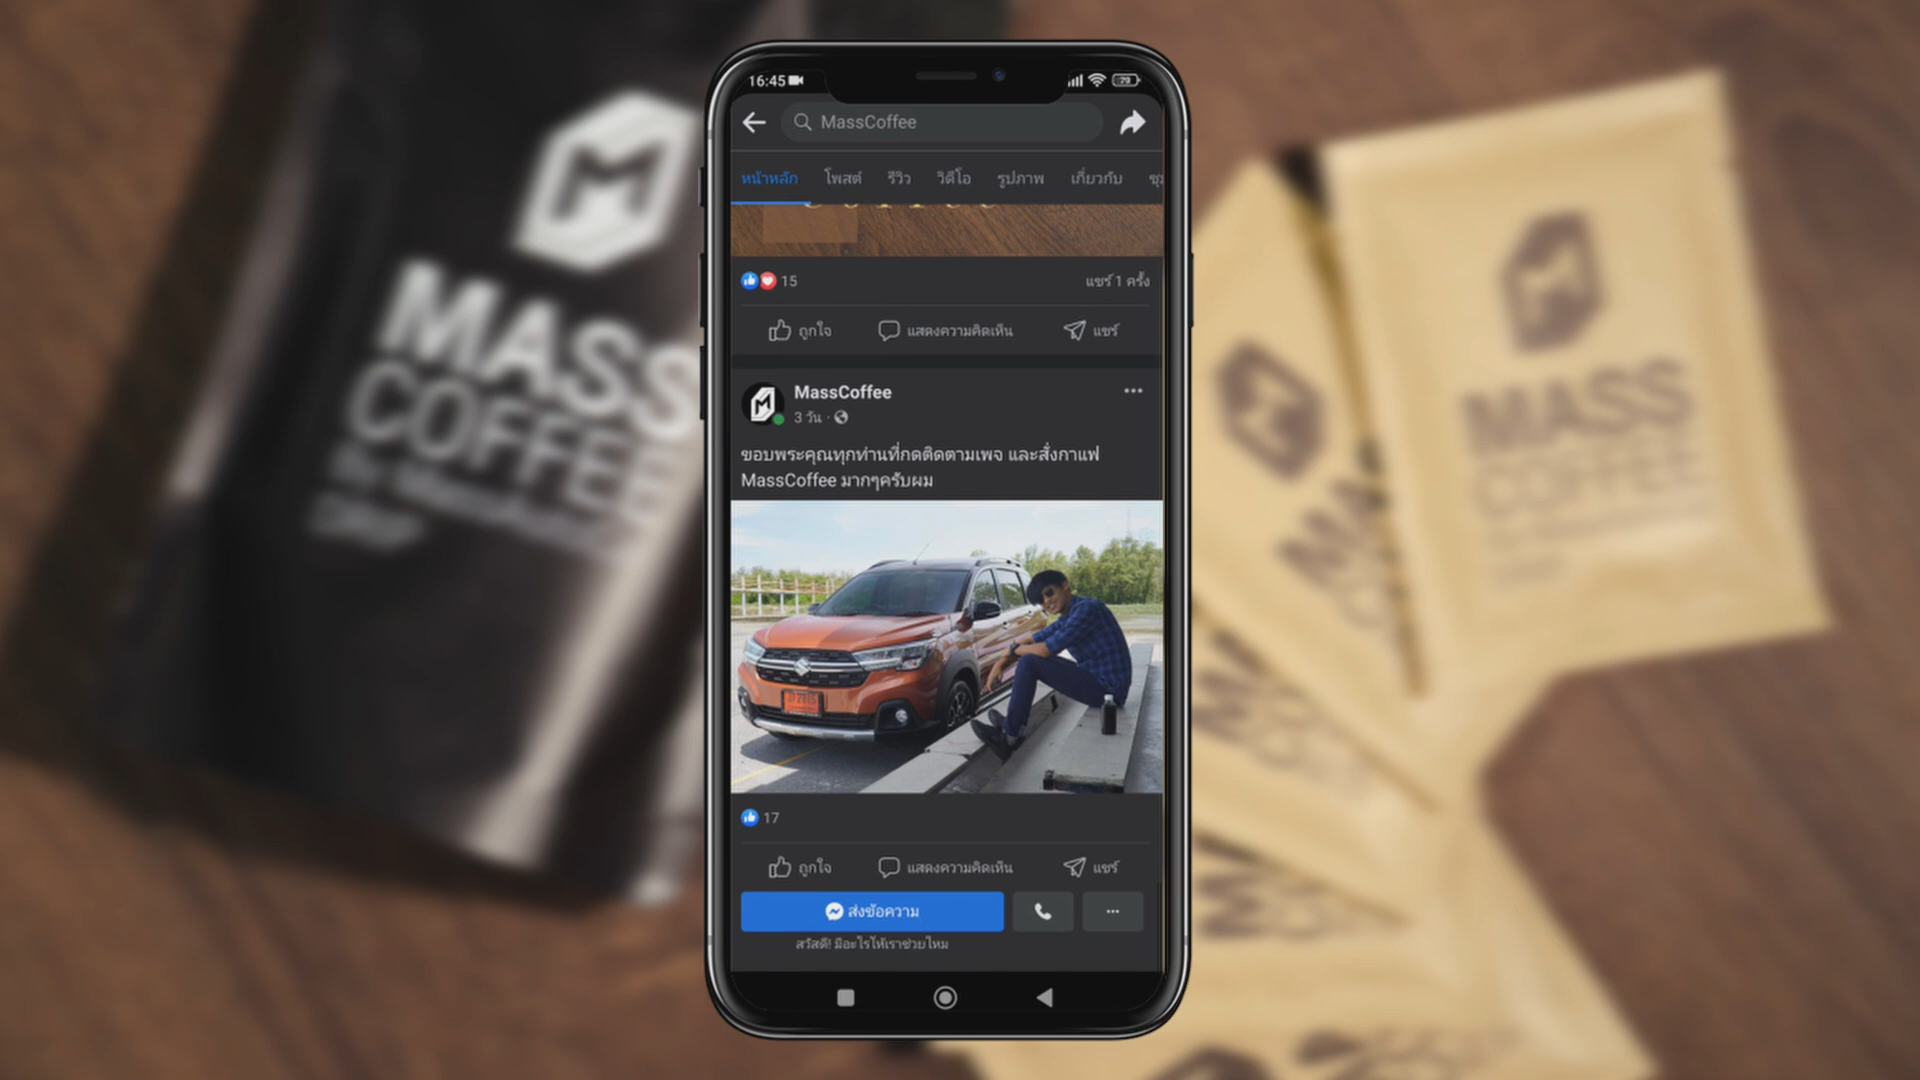 16:45
79
MassCoffee
หน้าหลัก โพสต์ รีวิว วิดีโอ รูปภาพ เกี่ยวกับ
15 แชร์ 1 ครั้ง
ถูกใจ แสดงความคิดเห็น แชร์
MassCoffee
3 วัน ·
ขอบพระคุณทุกท่านที่กดติดตามเพจ และสั่งกาแฟ
MassCoffee มากๆครับผม
17
ถูกใจ แสดงความคิดเห็น แชร์
ส่งข้อความ
สวัสดี! มีอะไรให้เราช่วยไหม
M
MASS
COFFEE
MASS
COFFEE